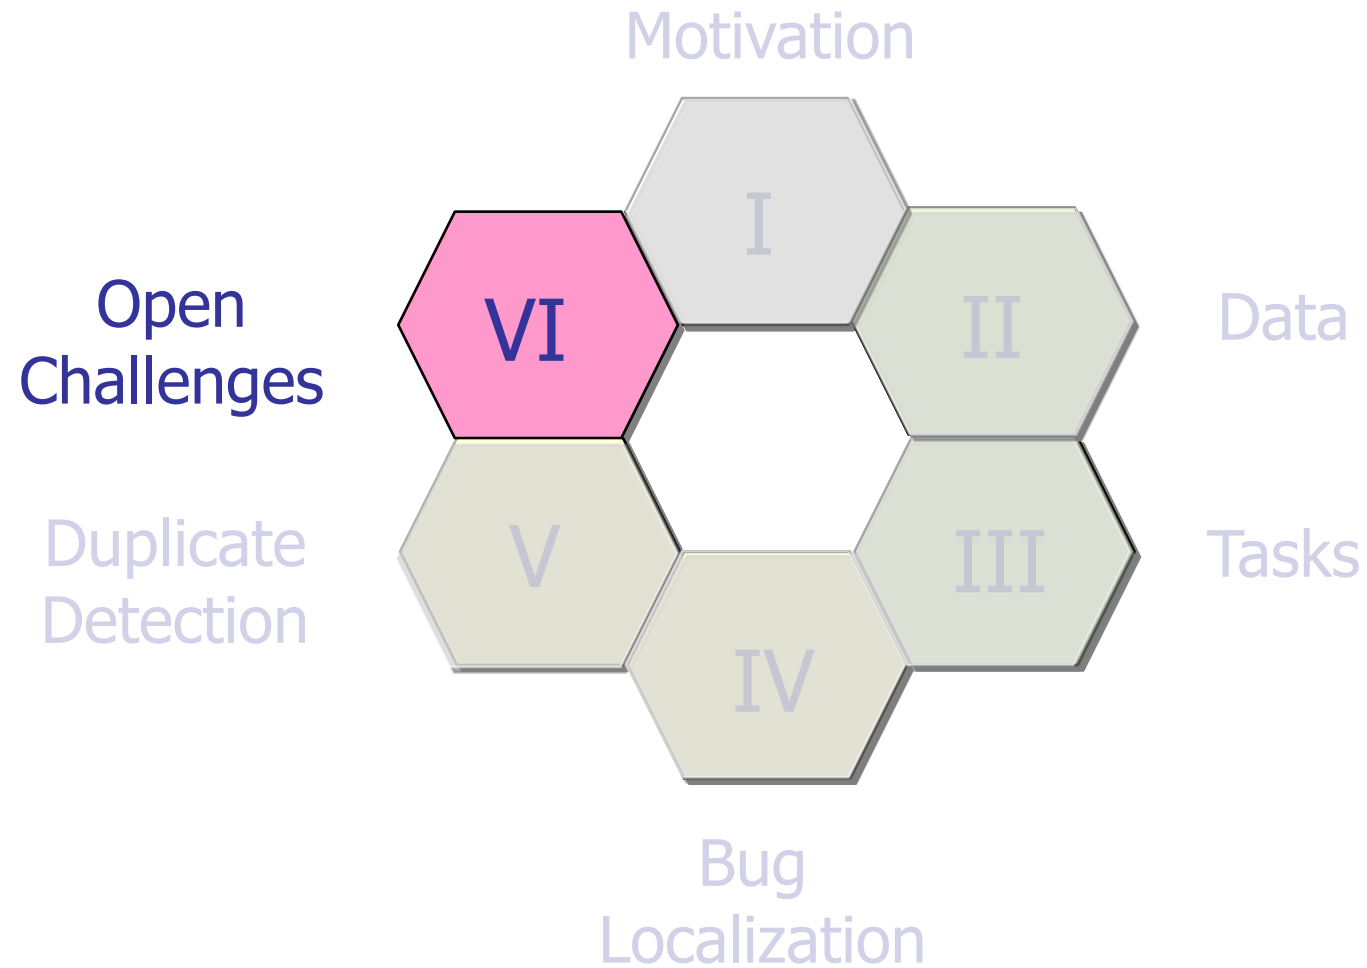 Motivation
I
II
Data
Open
Challenges
VI
Duplicate
Detection
V
III
Tasks
IV
Bug
Localization